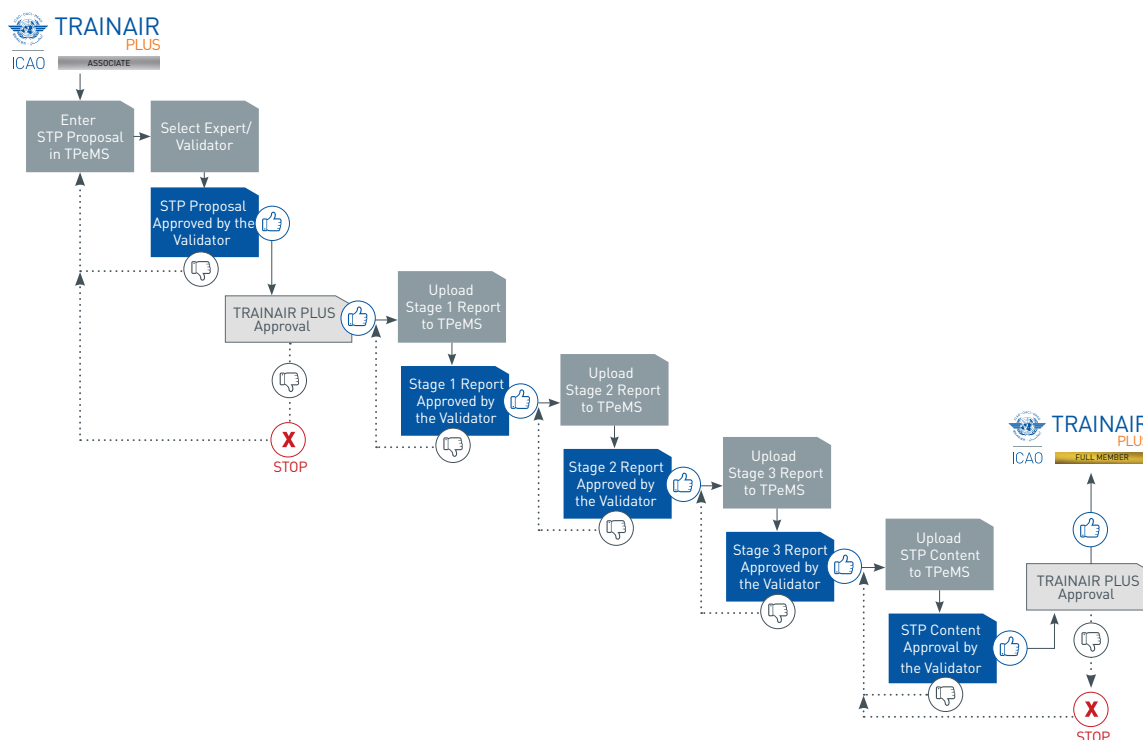 TRAINAIR
PLUS
ICAO
ASSOCIATE
Enter
STP Proposal
in TPeMS
Select Expert/
Validator
STP Proposal
Approved by the
Validator
TRAINAIR PLUS
Approval
X
STOP
Upload
Stage 1 Report
to TPeMS
Stage 1 Report
Approved by
the Validator
Upload
Stage 2 Report
to TPeMS
Stage 2 Report
Approved by
the Validator
Upload
Stage 3 Report
to TPeMS
Stage 3 Report
Approved by
the Validator
Upload
STP Content
to TPeMS
STP Content
Approval by
the Validator
TRAINAIR PLUS
Approval
X
STOP
TRAINAIR
PLUS
ICAO
FULL MEMBER